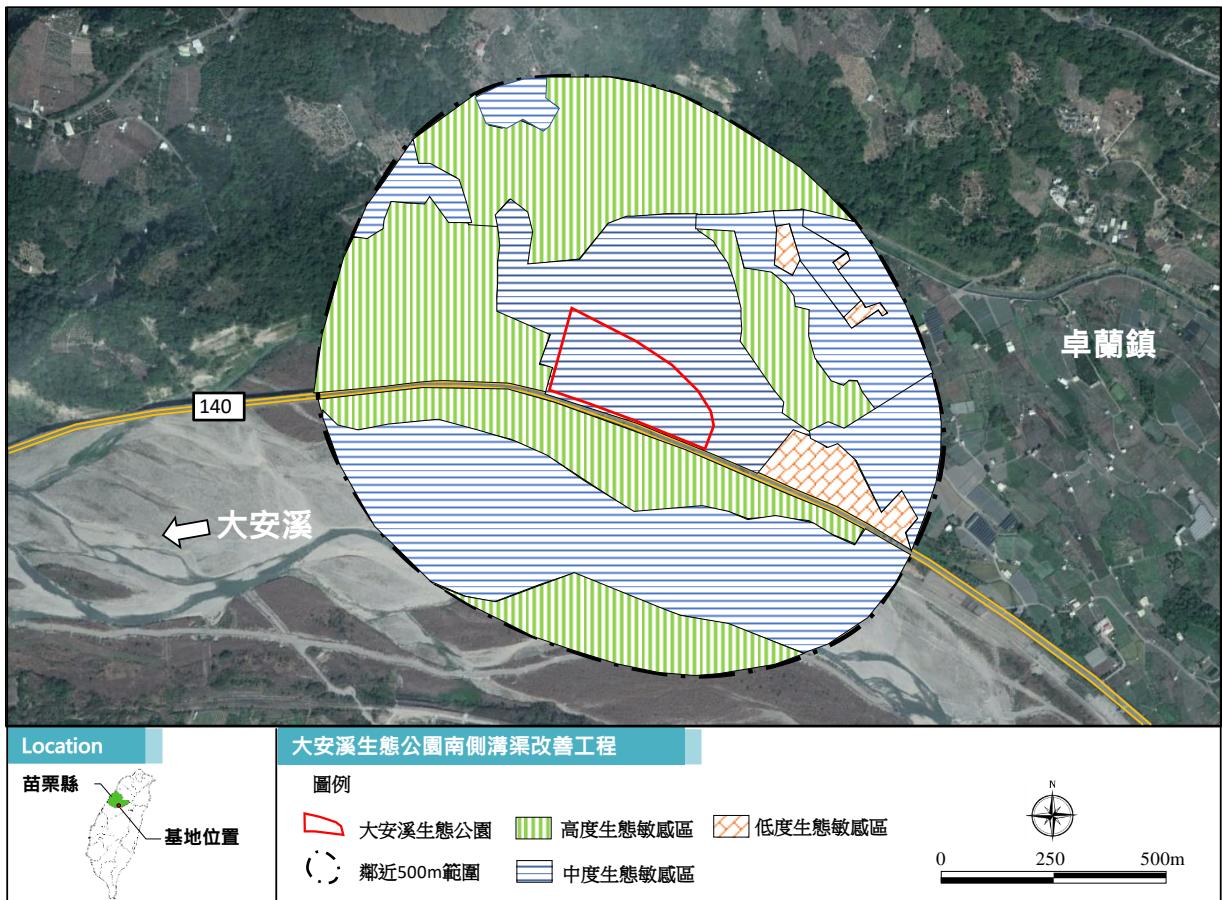 卓蘭鎮
140
大安溪
Location
苗栗縣
基地位置
大安溪生態公園南側溝渠改善工程
圖例
大安溪生態公園
高度生態敏感區
低度生態敏感區
鄰近500m範圍
中度生態敏感區
N
0 250 500m